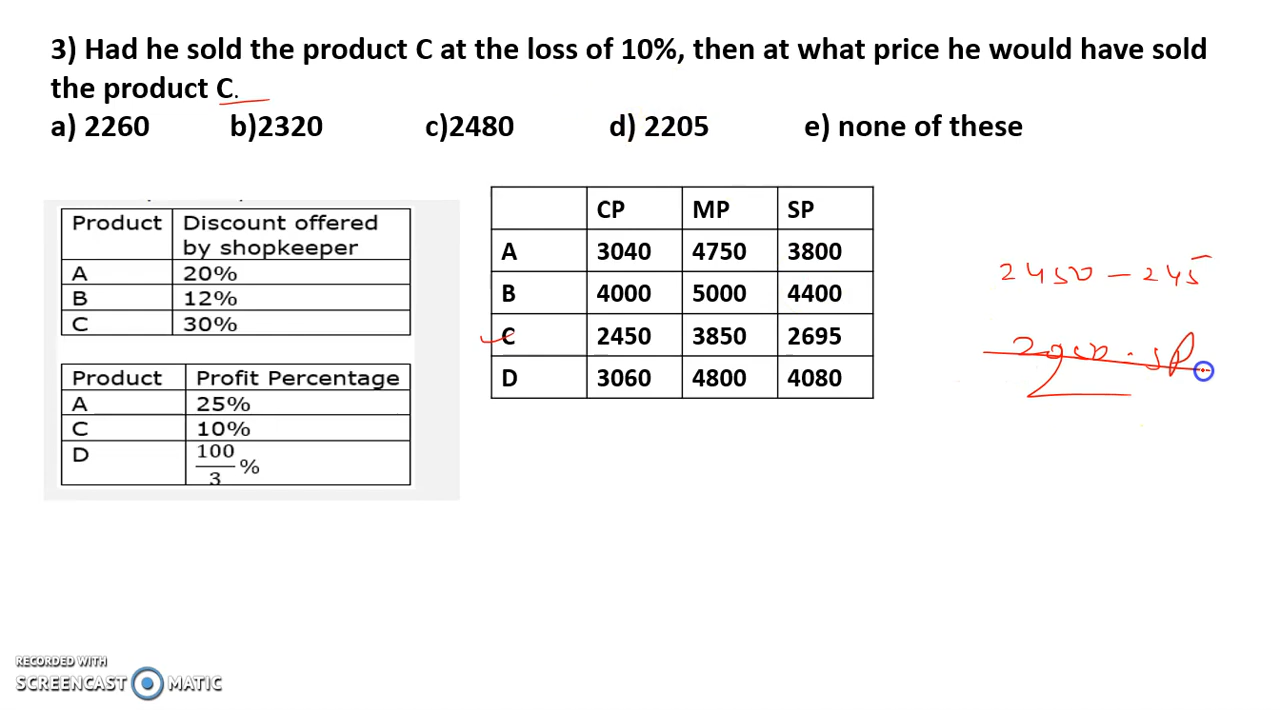 3) Had he sold the product C at the loss of 10%, then at what price he would have sold
the product C.
a) 2260 b)2320 c)2480 d) 2205 e) none of these
Product Discount offered
by shopkeeper
A 20%
B 12%
C 30%
Product Profit Percentage
A 25%
C 10%
D 100/3 %
CP MP SP
A 3040 4750 3800
B 4000 5000 4400
C 2450 3850 2695
D 3060 4800 4080
2450 - 245
SP
RECORDED WITH
SCREENCAST MATIC